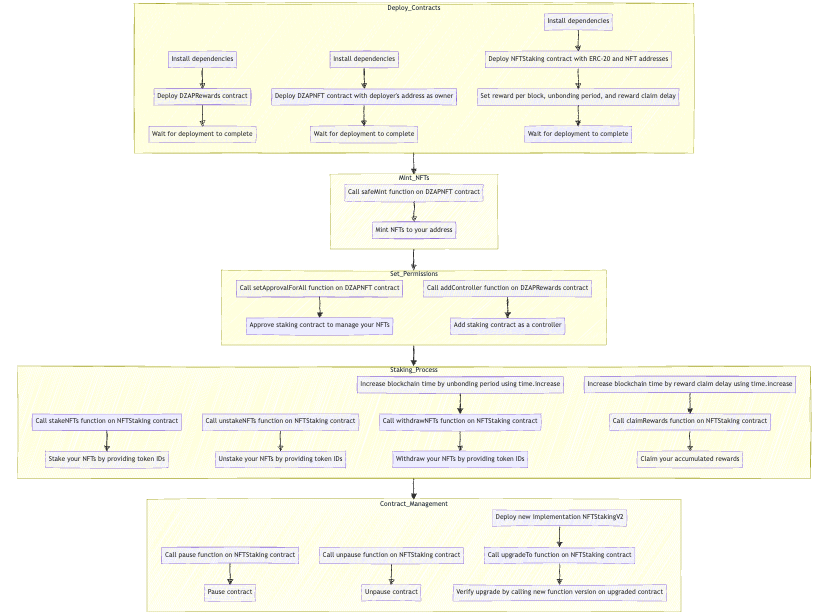 Deploy_Contracts
Install dependencies
Install dependencies
Install dependencies
Deploy NFTStaking contract with ERC-20 and NFT addresses
Deploy DZAPRewards contract
Deploy DZAPNFT contract with deployer's address as owner
Set reward per block, unbonding period, and reward claim delay
Wait for deployment to complete
Wait for deployment to complete
Wait for deployment to complete
Mint_NFTs
Call safeMint function on DZAPNFT contract
Mint NFTs to your address
Set_Permissions
Call setApprovalForAll function on DZAPNFT contract
Call addController function on DZAPRewards contract
Approve staking contract to manage your NFTs
Add staking contract as a controller
Staking_Process
Increase blockchain time by unbonding period using time.increase
Increase blockchain time by reward claim delay using time.increase
Call stakeNFTs function on NFTStaking contract
Call unstakeNFTs function on NFTStaking contract
Call withdrawNFTs function on NFTStaking contract
Call claimRewards function on NFTStaking contract
Stake your NFTs by providing token IDs
Unstake your NFTs by providing token IDs
Withdraw your NFTs by providing token IDs
Claim your accumulated rewards
Contract_Management
Deploy new implementation NFTStakingV2
Call pause function on NFTStaking contract
Call unpause function on NFTStaking contract
Call upgradeTo function on NFTStaking contract
Pause contract
Unpause contract
Verify upgrade by calling new function version on upgraded contract